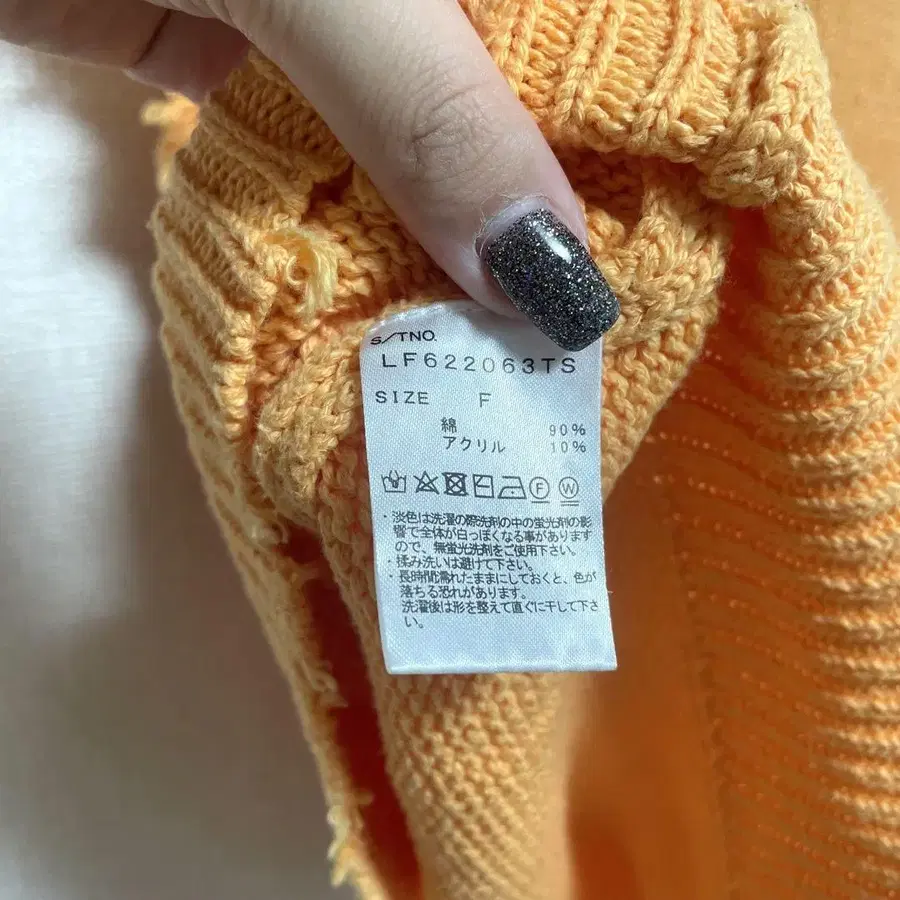 S/TNO.
LF622063TS
SIZE F
綿 90%
アクリル 10%
F W
・淡色は洗濯の際洗剤の中の蛍光剤の影
響で全体が白っぽくなる事があります
ので、無蛍光洗剤をご使用下さい。
・揉み洗いは避けて下さい。
・長時間濡れたままにしておくと、色が
落ちる恐れがあります。
洗濯後は形を整えて直ぐに干して下さ
い。